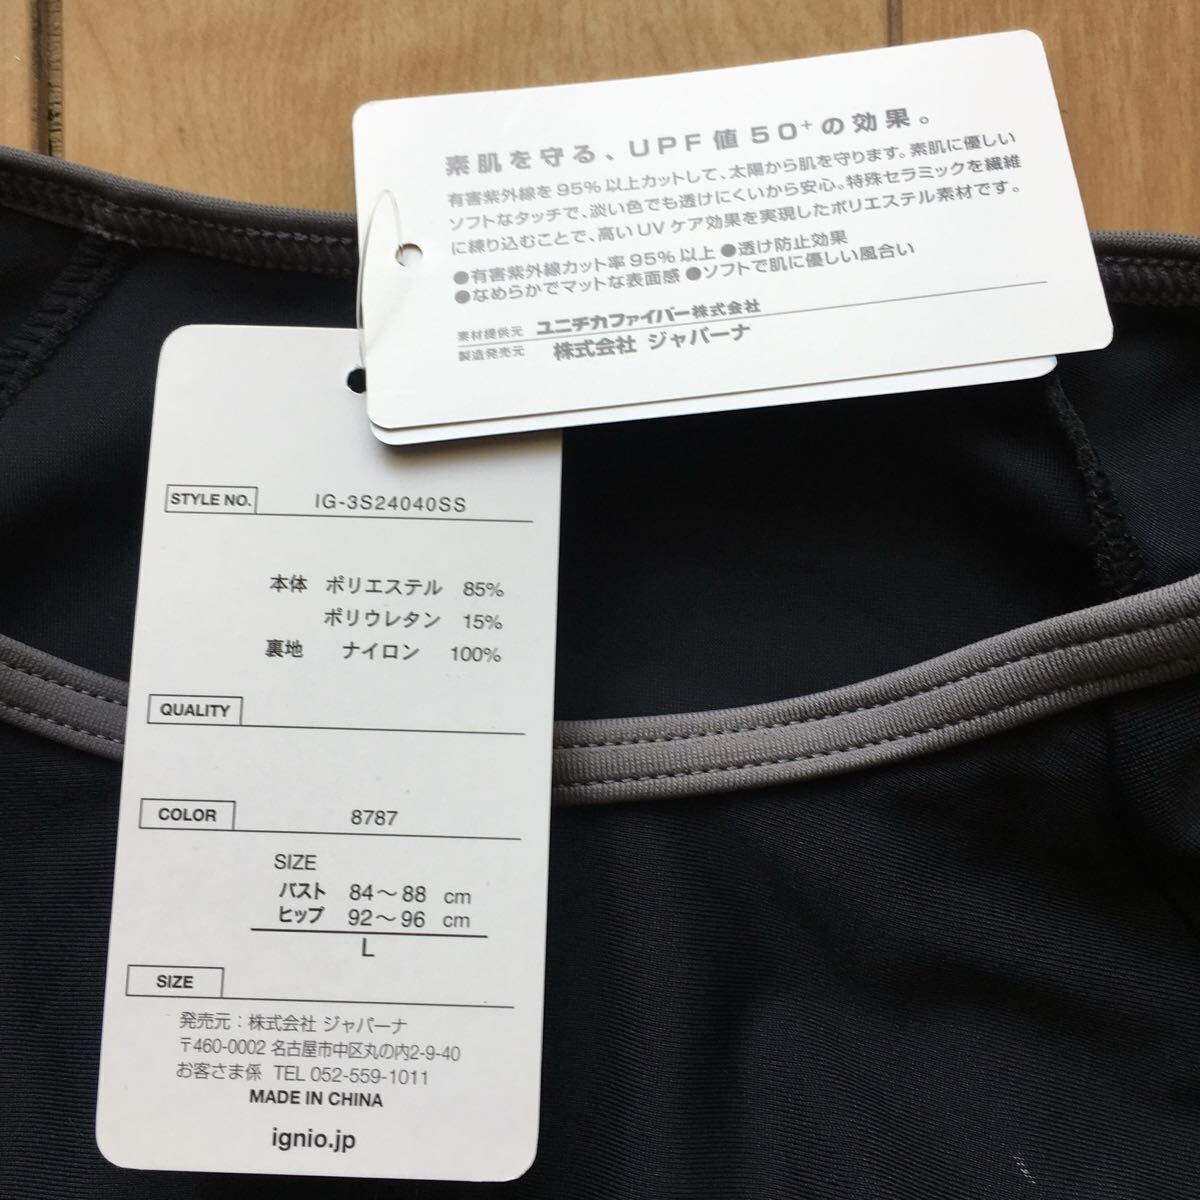 素肌を守る、UPF値50+の効果。
有害紫外線を95%以上カットして、太陽から肌を守ります。素肌に優しい
ソフトなタッチで、淡い色でも透けにくいから安心。特殊セラミックを繊維
に練り込むことで、高いUVケア効果を実現したポリエステル素材です。
●有害紫外線カット率95%以上 ●透け防止効果
●なめらかでマットな表面感 ●ソフトで肌に優しい風合い
素材提供元 ユニチカファイバー株式会社
製造発売元 株式会社 ジャパーナ
STYLE NO. IG-3S24040SS
本体 ポリエステル 85%
ポリウレタン 15%
裏地 ナイロン 100%
QUALITY
COLOR 8787
SIZE
バスト 84〜88 cm
ヒップ 92〜96 cm
L
SIZE
発売元：株式会社 ジャパーナ
〒460-0002 名古屋市中区丸の内2-9-40
お客さま係 TEL 052-559-1011
MADE IN CHINA
ignio.jp